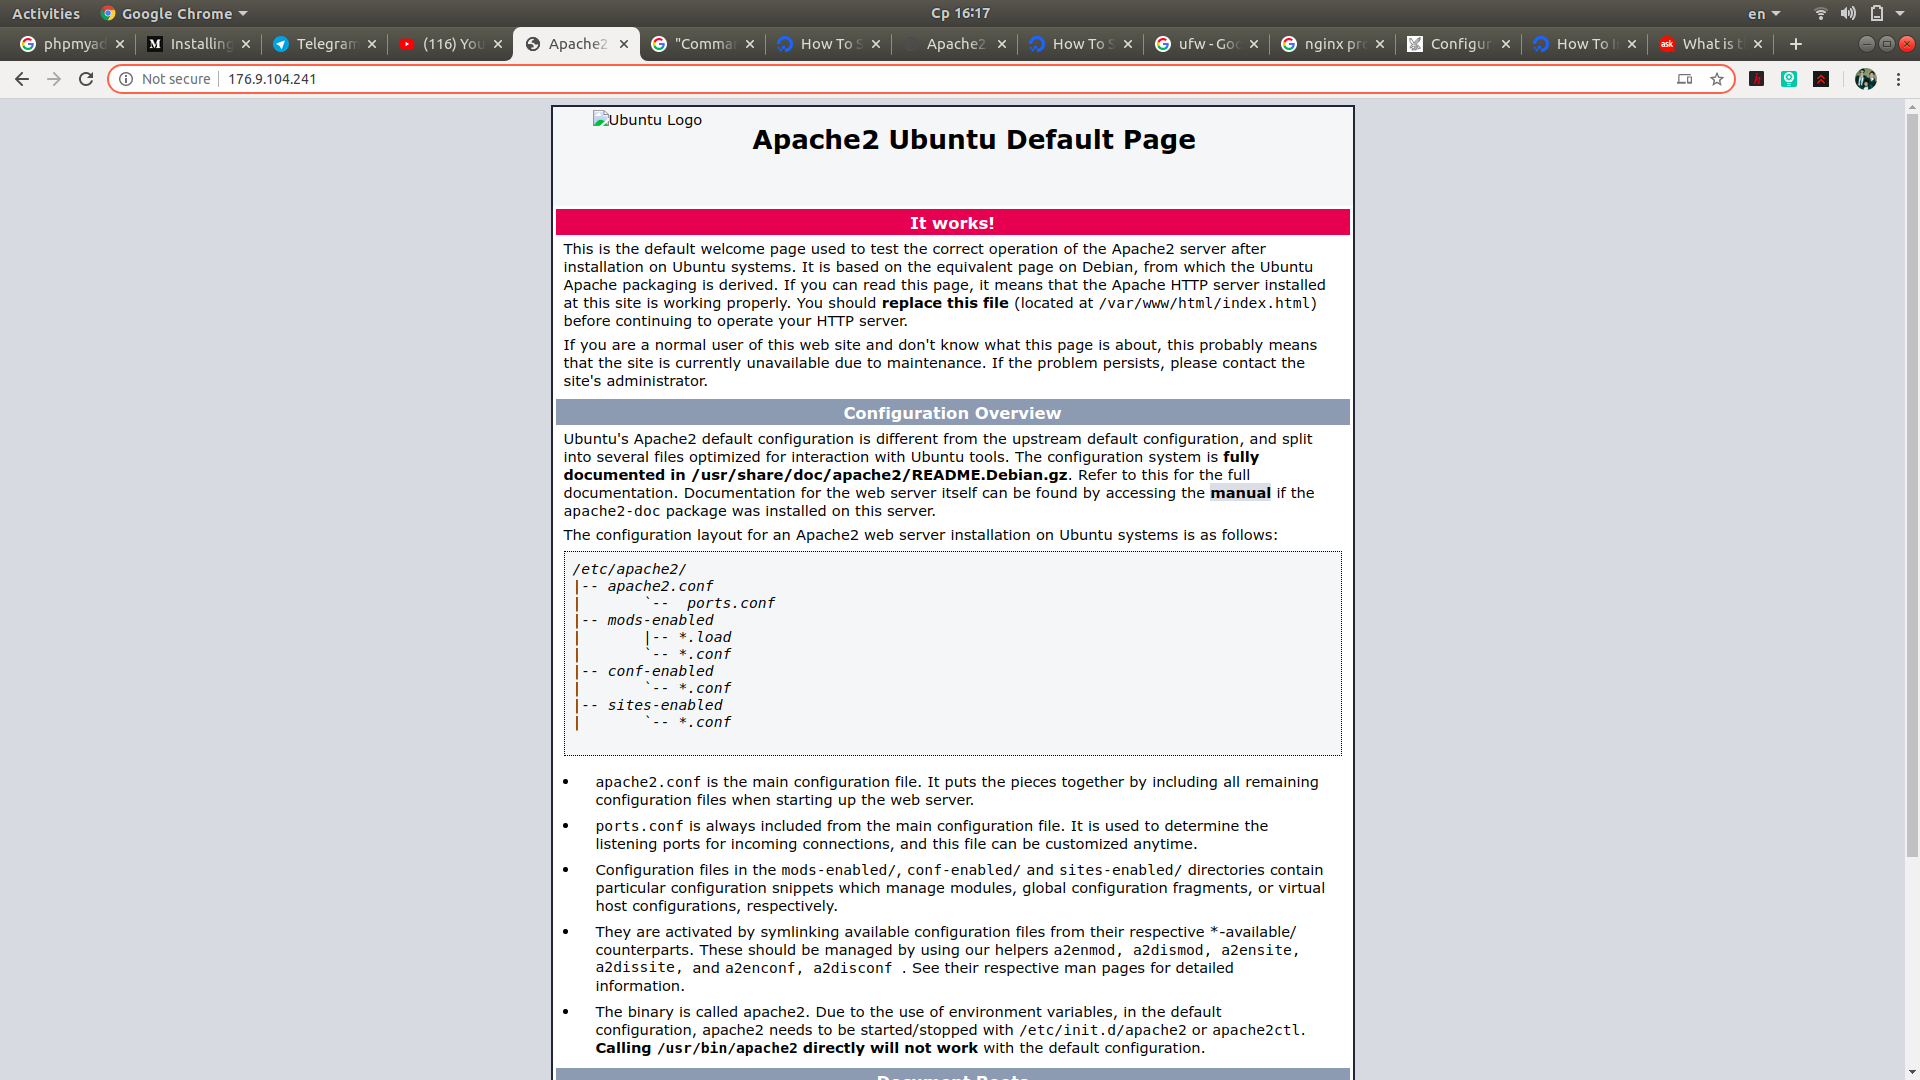 Activities Google Chrome Ср 16:17 en
phpmyad Installing Telegram (116) You Apache2 "Comma How To S Apache2 How To S ufw - Goo nginx pr Configur How To I What is t
Not secure 176.9.104.241
Ubuntu Logo
Apache2 Ubuntu Default Page
It works!
This is the default welcome page used to test the correct operation of the Apache2 server after
installation on Ubuntu systems. It is based on the equivalent page on Debian, from which the Ubuntu
Apache packaging is derived. If you can read this page, it means that the Apache HTTP server installed
at this site is working properly. You should replace this file (located at /var/www/html/index.html)
before continuing to operate your HTTP server.
If you are a normal user of this web site and don't know what this page is about, this probably means
that the site is currently unavailable due to maintenance. If the problem persists, please contact the
site's administrator.
Configuration Overview
Ubuntu's Apache2 default configuration is different from the upstream default configuration, and split
into several files optimized for interaction with Ubuntu tools. The configuration system is fully
documented in /usr/share/doc/apache2/README.Debian.gz. Refer to this for the full
documentation. Documentation for the web server itself can be found by accessing the manual if the
apache2-doc package was installed on this server.
The configuration layout for an Apache2 web server installation on Ubuntu systems is as follows:
/etc/apache2/
|-- apache2.conf
|       `--  ports.conf
|-- mods-enabled
|       |-- *.load
|       `-- *.conf
|-- conf-enabled
|       `-- *.conf
|-- sites-enabled
|       `-- *.conf
• apache2.conf is the main configuration file. It puts the pieces together by including all remaining
configuration files when starting up the web server.
• ports.conf is always included from the main configuration file. It is used to determine the
listening ports for incoming connections, and this file can be customized anytime.
• Configuration files in the mods-enabled/, conf-enabled/ and sites-enabled/ directories contain
particular configuration snippets which manage modules, global configuration fragments, or virtual
host configurations, respectively.
• They are activated by symlinking available configuration files from their respective *-available/
counterparts. These should be managed by using our helpers a2enmod, a2dismod, a2ensite,
a2dissite, and a2enconf, a2disconf . See their respective man pages for detailed
information.
• The binary is called apache2. Due to the use of environment variables, in the default
configuration, apache2 needs to be started/stopped with /etc/init.d/apache2 or apache2ctl.
Calling /usr/bin/apache2 directly will not work with the default configuration.
Document Roots